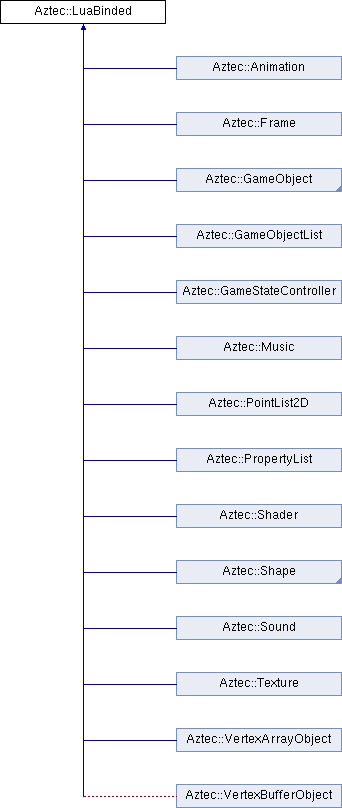 Aztec::LuaBinded
Aztec::Animation
Aztec::Frame
Aztec::GameObject
Aztec::GameObjectList
Aztec::GameStateController
Aztec::Music
Aztec::PointList2D
Aztec::PropertyList
Aztec::Shader
Aztec::Shape
Aztec::Sound
Aztec::Texture
Aztec::VertexArrayObject
Aztec::VertexBufferObject